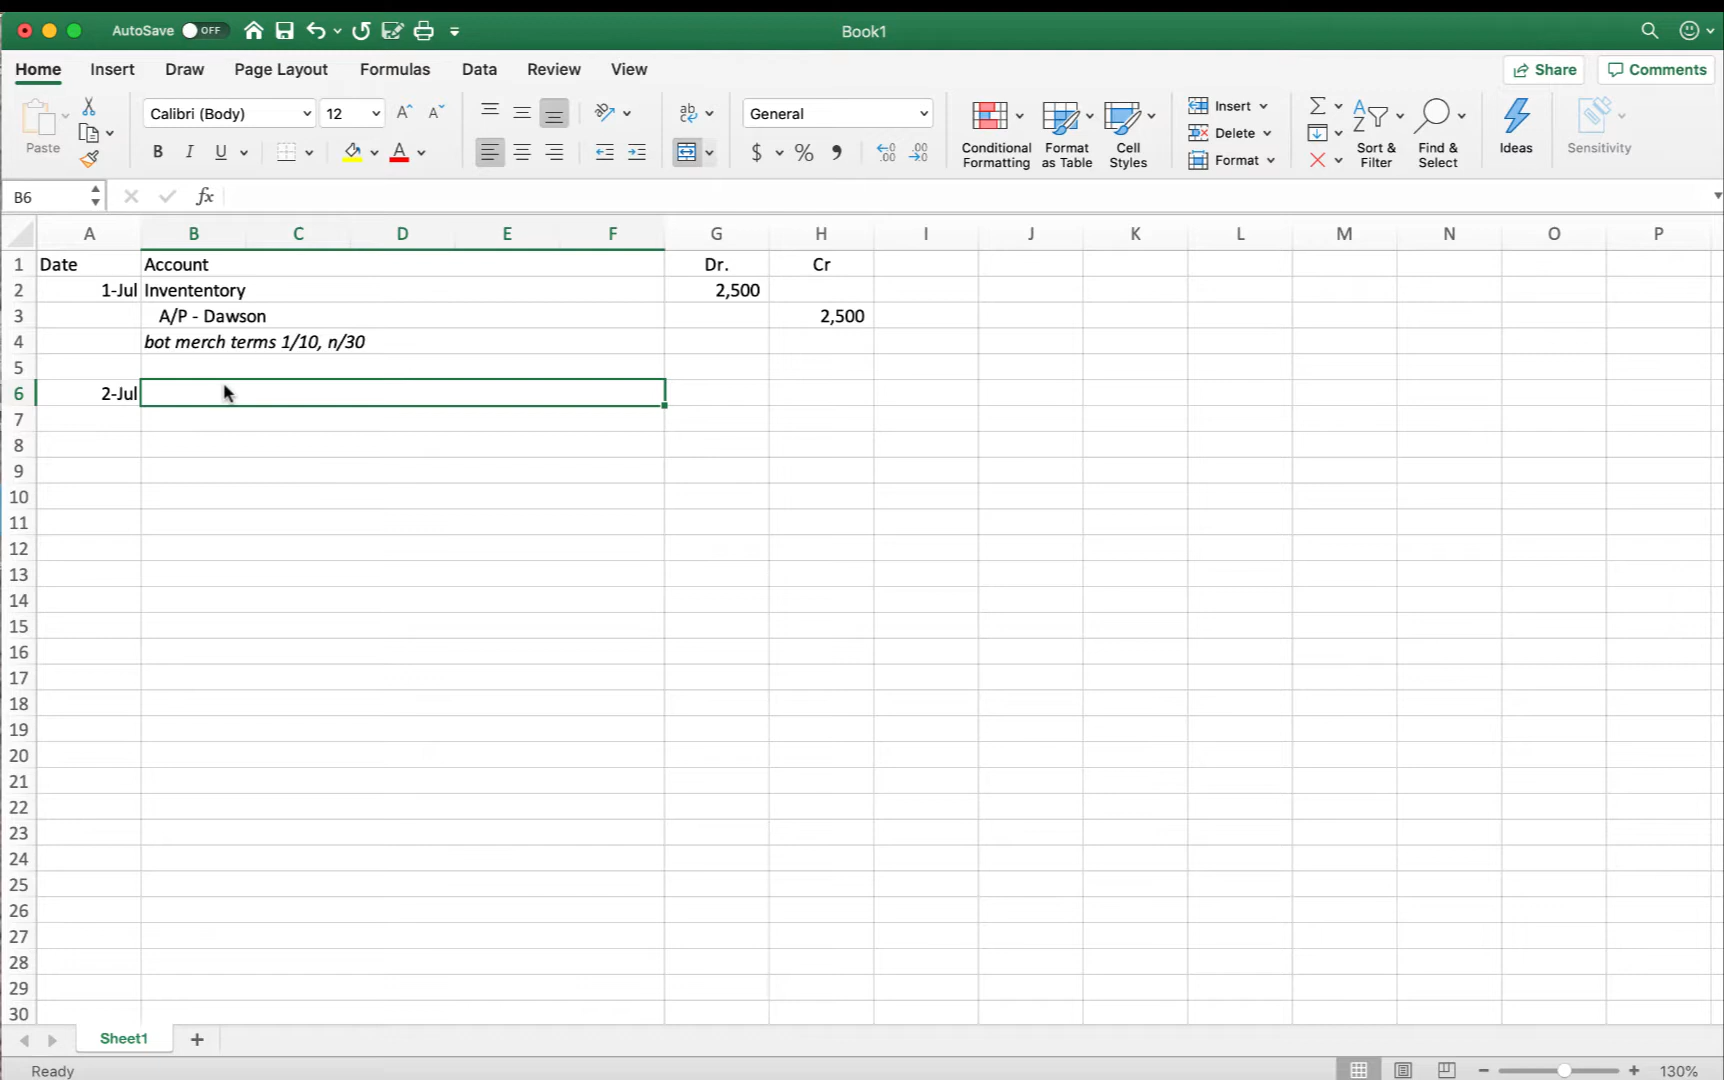 AutoSave OFF Book1
Home Insert Draw Page Layout Formulas Data Review View Share Comments
Paste Calibri (Body) 12 A^ Aˇ ab General Insert
B I U A $ % , .00 .0 Delete
Conditional Formatting Format as Table Cell Styles Format Sort & Filter Find & Select Ideas Sensitivity
B6 fx
A B C D E F G H I J K L M N O P
1 Date Account Dr. Cr
2 1-Jul Invententory 2,500
3 A/P - Dawson 2,500
4 bot merch terms 1/10, n/30
5
6 2-Jul
7
8
9
10
11
12
13
14
15
16
17
18
19
20
21
22
23
24
25
26
27
28
29
30
Sheet1 +
Ready 130%